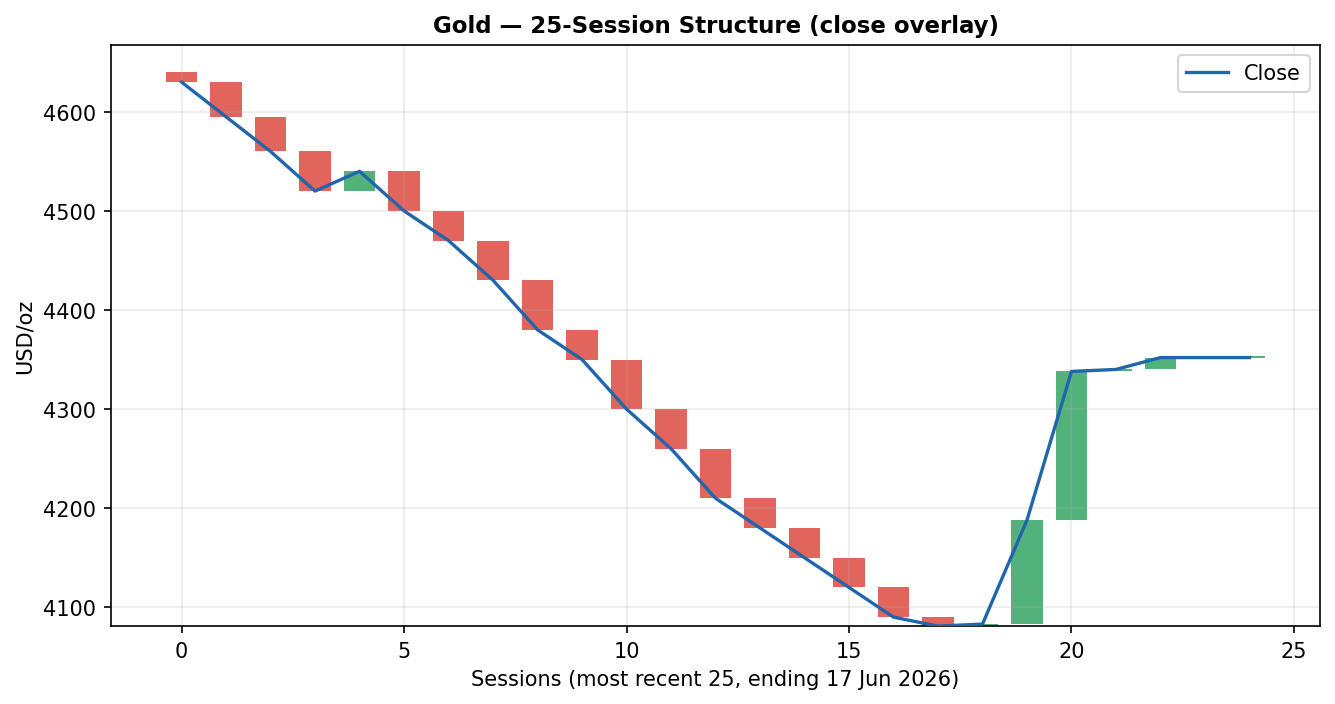 Gold — 25-Session Structure (close overlay)
Close
USD/oz
4600
4500
4400
4300
4200
4100
0 5 10 15 20 25
Sessions (most recent 25, ending 17 Jun 2026)